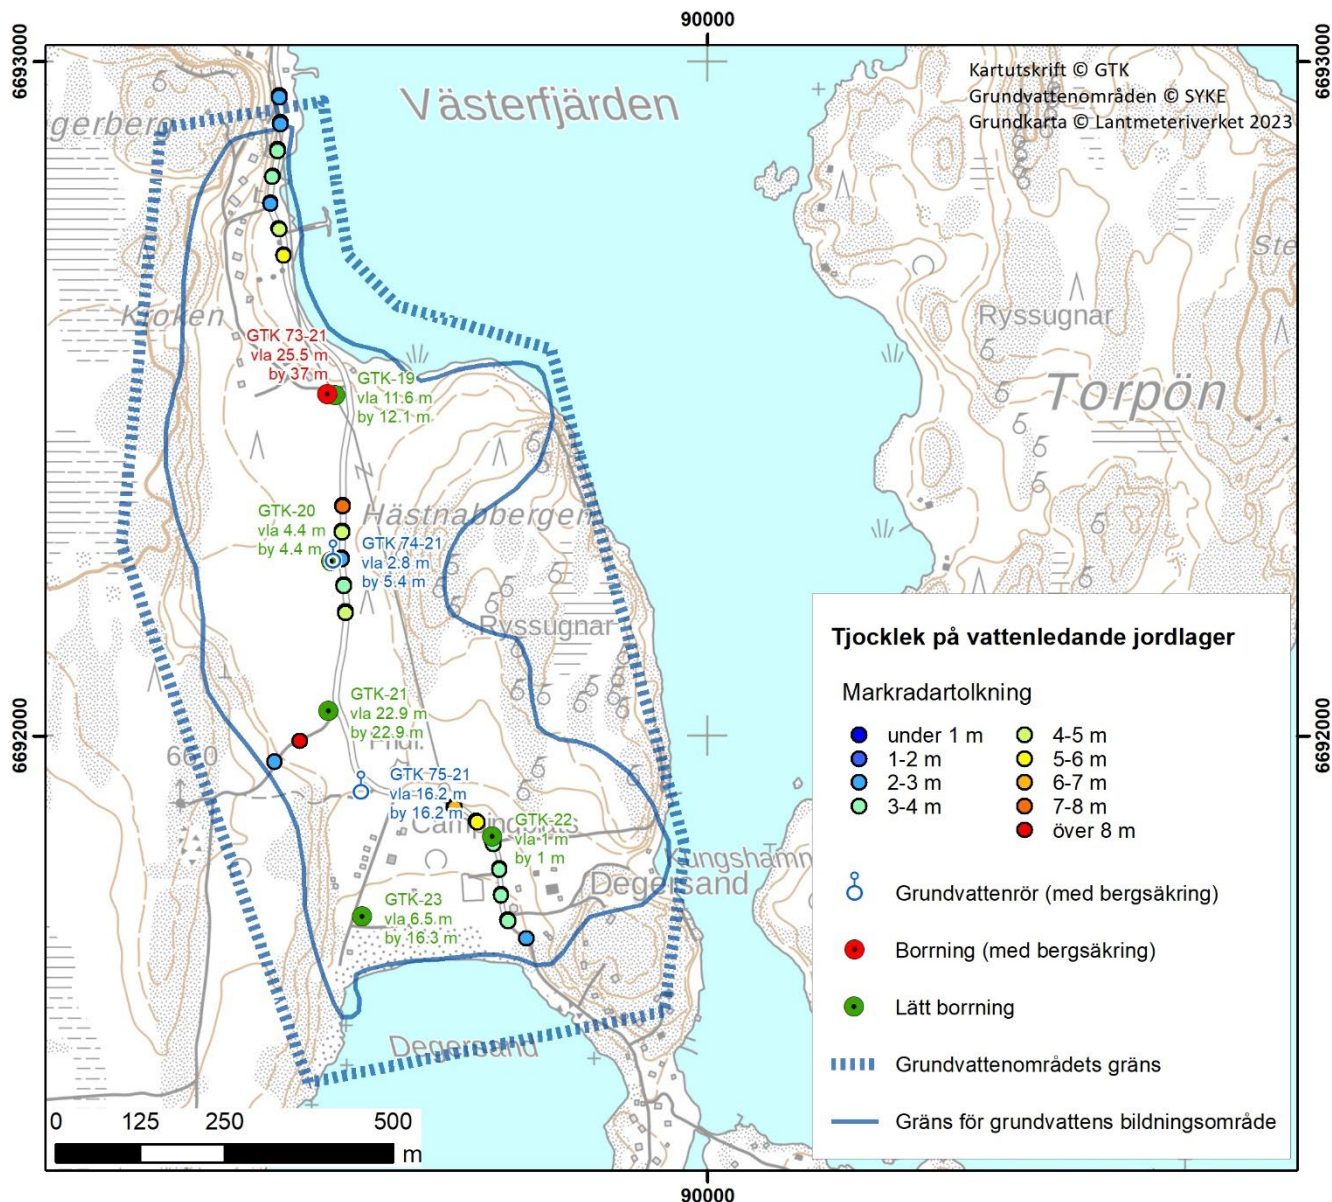 90000
6693000
6693000
Kartutskrift © GTK
Grundvattenområden © SYKE
Grundkarta © Lantmeteriverket 2023
Västerfjärden
gerberg
Kroken
Ste
Ryssugnar
Torpön
GTK 73-21
vla 25.5 m
by 37 m
GTK-19
vla 11.6 m
by 12.1 m
GTK-20
vla 4.4 m
by 4.4 m
Hästnabbergen
GTK 74-21
vla 2.8 m
by 5.4 m
Ryssugnar
GTK-21
vla 22.9 m
by 22.9 m
6692000
6692000
660
Fridl.
GTK 75-21
vla 16.2 m
by 16.2 m
Campingplats
GTK-22
vla 1 m
by 1 m
Kungshamn
Degersand
GTK-23
vla 6.5 m
by 16.3 m
Degersand
Tjocklek på vattenledande jordlager
Markradartolkning
under 1 m
1-2 m
2-3 m
3-4 m
4-5 m
5-6 m
6-7 m
7-8 m
över 8 m
Grundvattenrör (med bergsäkring)
Borrning (med bergsäkring)
Lätt borrning
Grundvattenområdets gräns
Gräns för grundvattens bildningsområde
0 125 250 500
m
90000